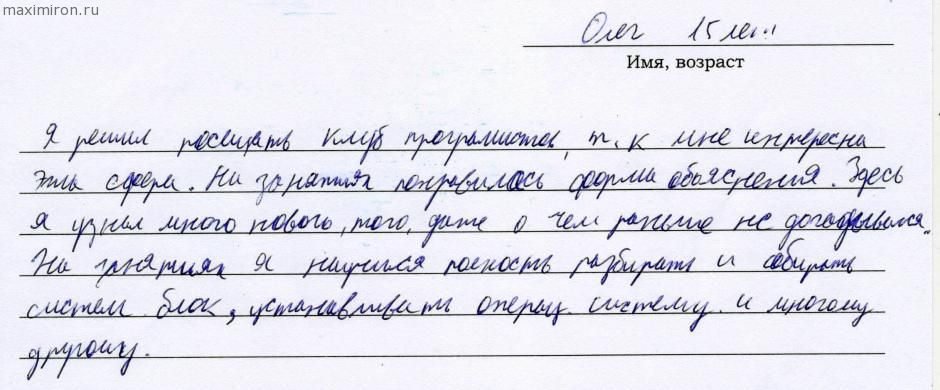 maximiron.ru
Олег 15 лет
Имя, возраст
Я решил посещать клуб програмистов, т. к мне интересна
эта сфера. На занятиях понравилась форма объяснения. Здесь
я узнал много нового, того, даже о чем раньше не догадывался.
На занятиях я научился полность разбирать и собирать
систем блок, устанавливать операц. систему и многому
другому.